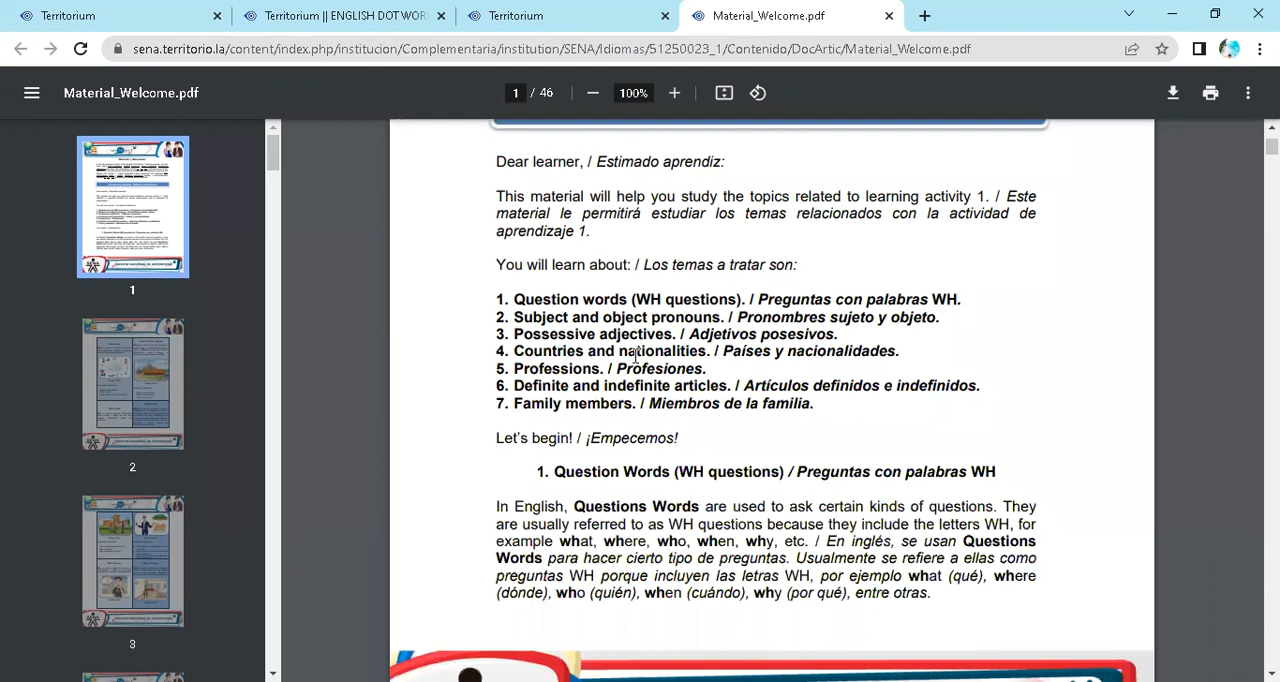 Territorium
Territorium || ENGLISH DOT WOR
Territorium
Material_Welcome.pdf
sena.territorio.la/content/index.php/institucion/Complementaria/institution/SENA/Idiomas/51250023_1/Contenido/DocArtic/Material_Welcome.pdf
Material_Welcome.pdf
1 / 46
100%
Dear learner, / Estimado aprendiz:
This material will help you study the topics related to learning activity 1. / Este
material le permitirá estudiar los temas relacionados con la actividad de
aprendizaje 1.
You will learn about: / Los temas a tratar son:
1. Question words (WH questions). / Preguntas con palabras WH.
2. Subject and object pronouns. / Pronombres sujeto y objeto.
3. Possessive adjectives. / Adjetivos posesivos.
4. Countries and nationalities. / Países y nacionalidades.
5. Professions. / Profesiones.
6. Definite and indefinite articles. / Artículos definidos e indefinidos.
7. Family members. / Miembros de la familia.
Let's begin! / ¡Empecemos!
1. Question Words (WH questions) / Preguntas con palabras WH
In English, Questions Words are used to ask certain kinds of questions. They
are usually referred to as WH questions because they include the letters WH, for
example what, where, who, when, why, etc. / En inglés, se usan Questions
Words para hacer cierto tipo de preguntas. Usualmente se refiere a ellas como
preguntas WH porque incluyen las letras WH, por ejemplo what (qué), where
(dónde), who (quién), when (cuándo), why (por qué), entre otras.
1
2
3